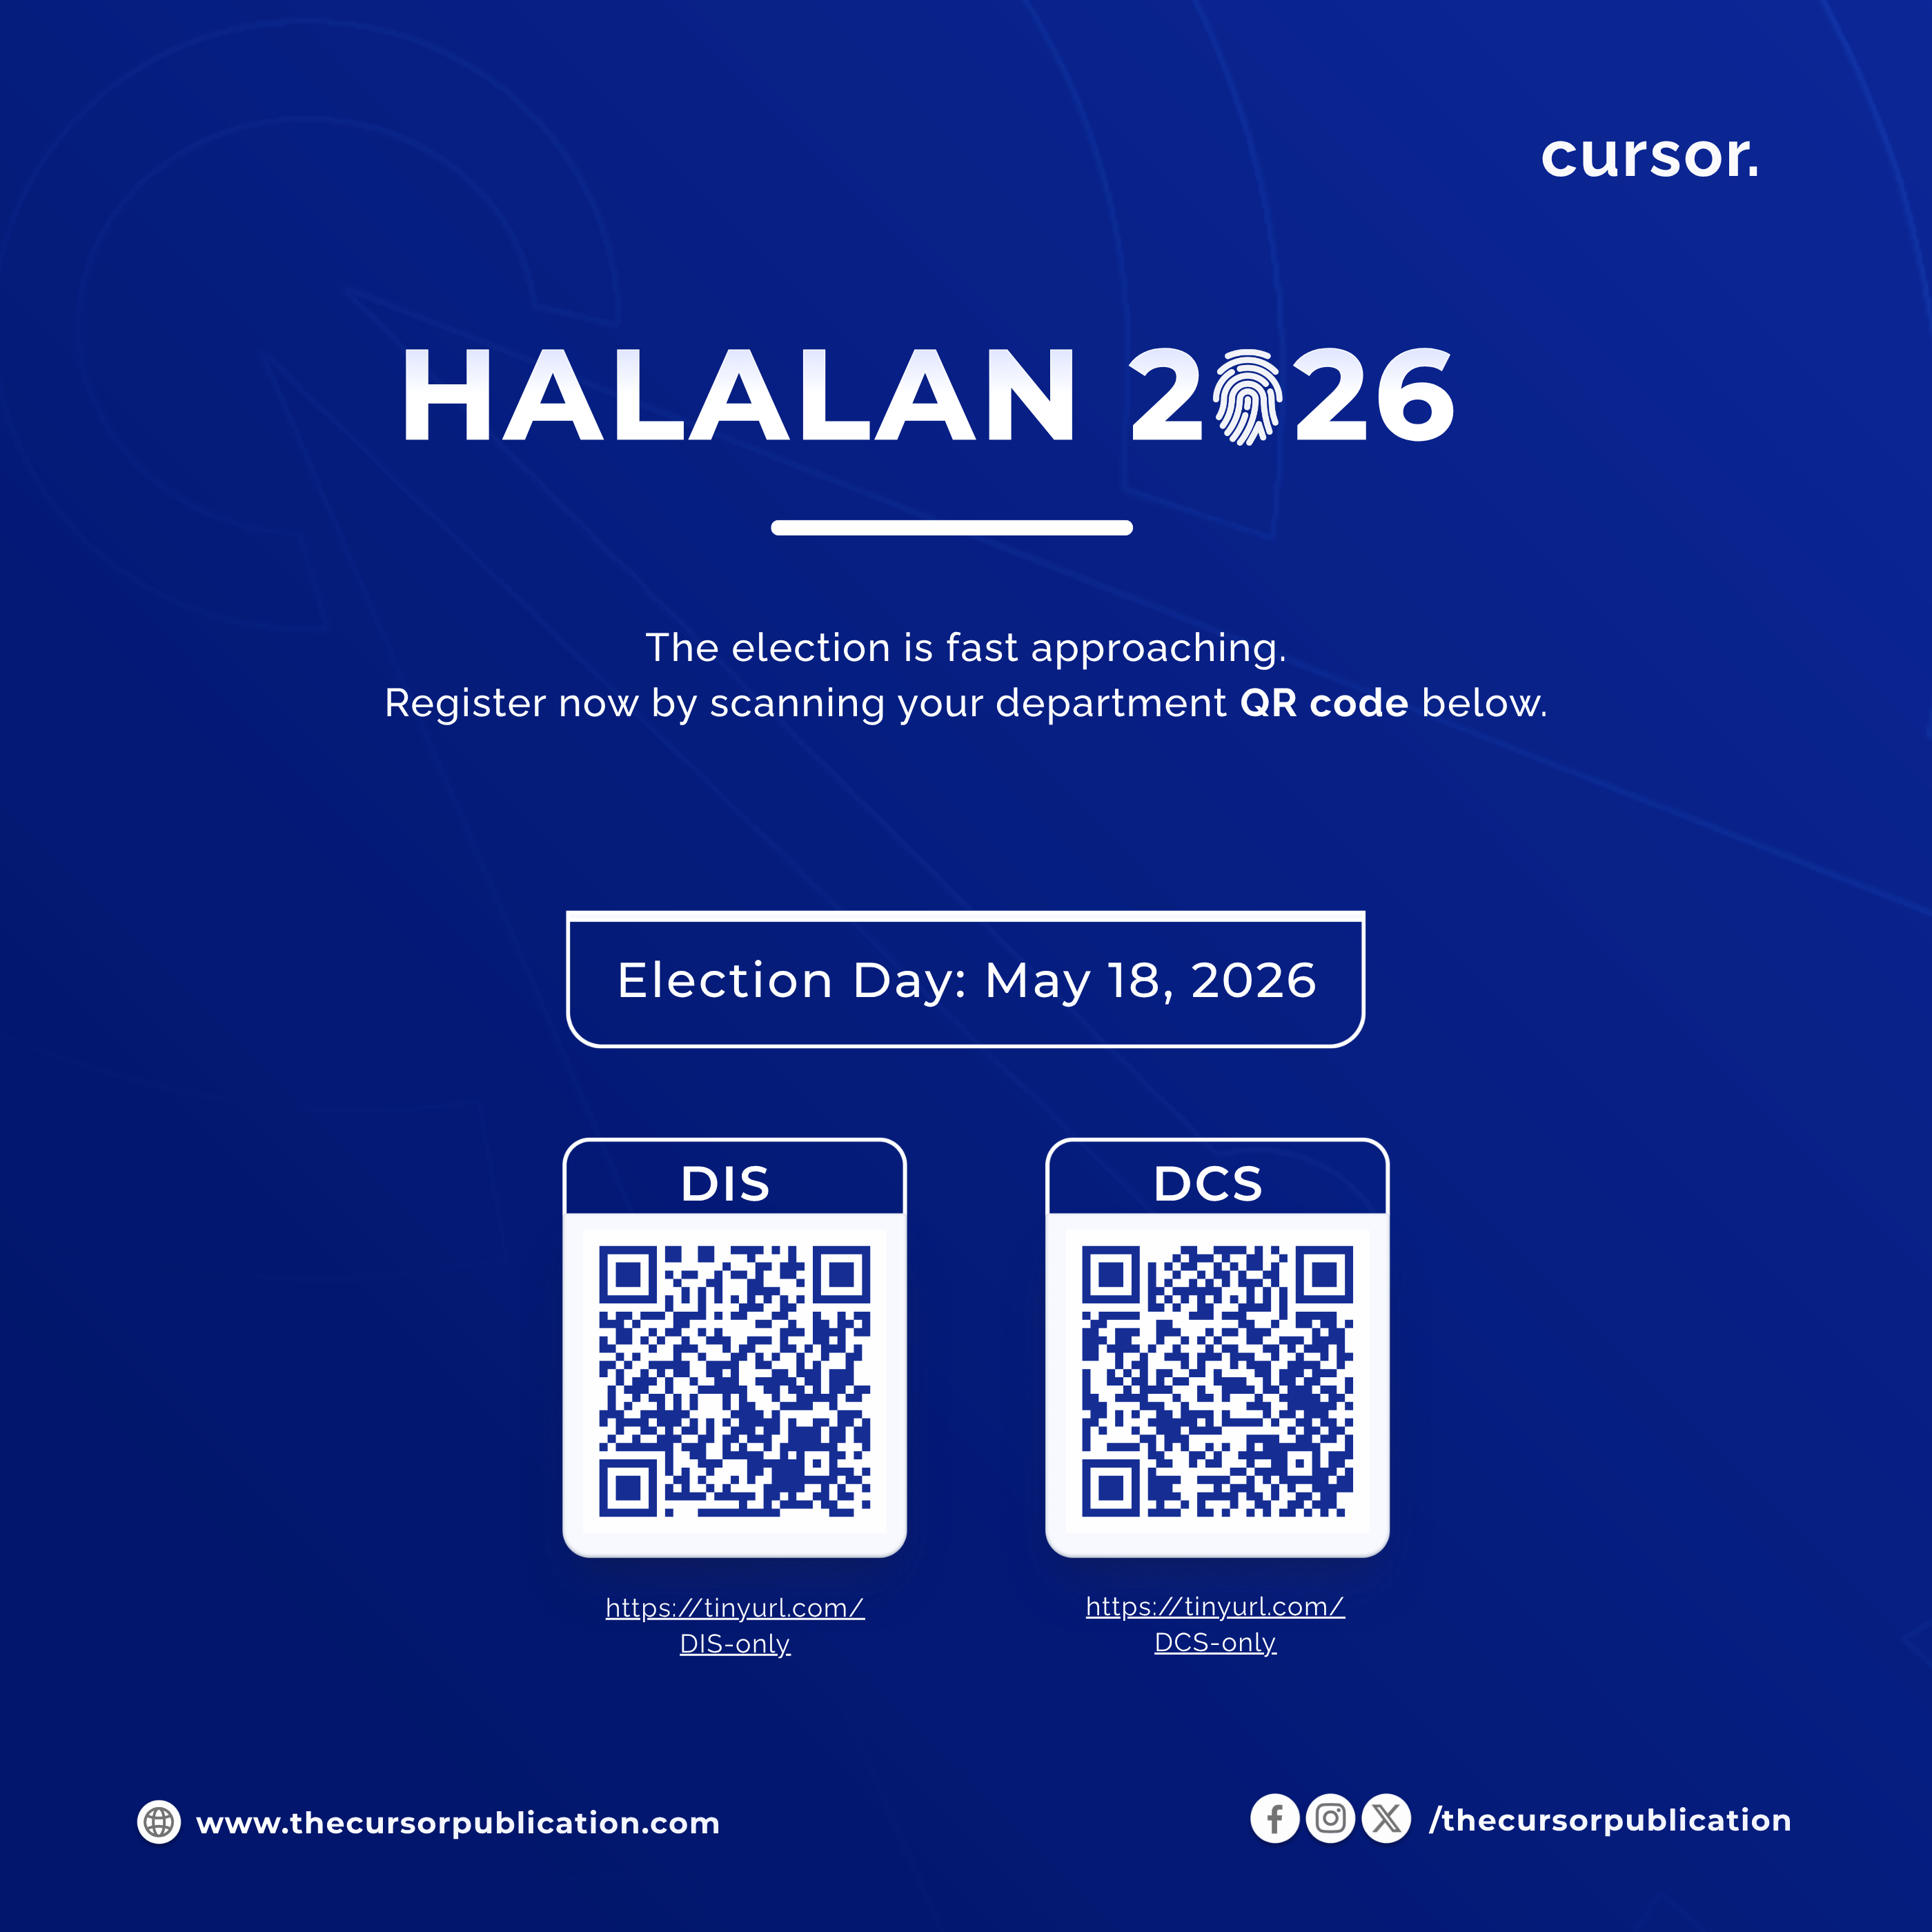 cursor.
HALALAN 2026
The election is fast approaching.
Register now by scanning your department QR code below.
Election Day: May 18, 2026
DIS
DCS
https://tinyurl.com/
DIS-only
https://tinyurl.com/
DCS-only
www.thecursorpublication.com
/thecursorpublication